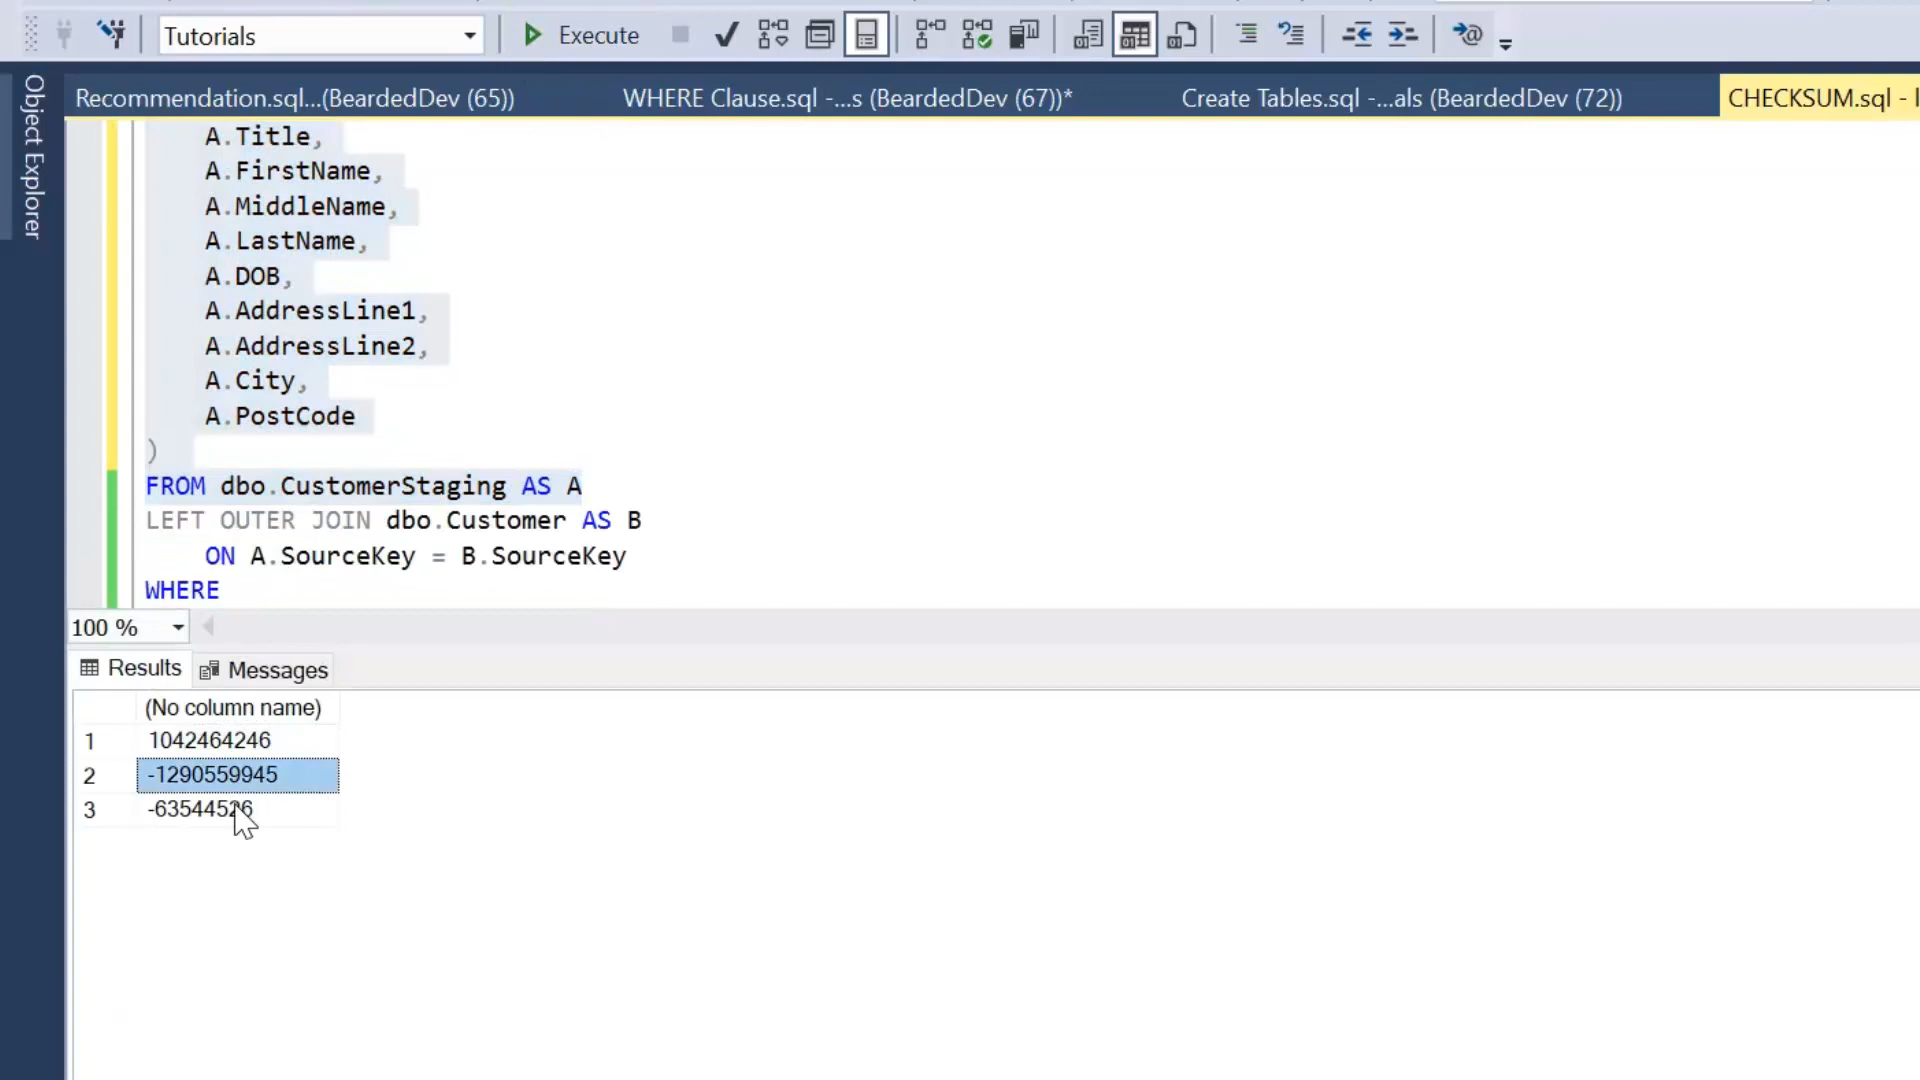 Tutorials
Execute
Object Explorer
Recommendation.sql...(BeardedDev (65))
WHERE Clause.sql -...s (BeardedDev (67))*
Create Tables.sql -...als (BeardedDev (72))
CHECKSUM.sql -
A.Title,
A.FirstName,
A.MiddleName,
A.LastName,
A.DOB,
A.AddressLine1,
A.AddressLine2,
A.City,
A.PostCode
)
FROM dbo.CustomerStaging AS A
LEFT OUTER JOIN dbo.Customer AS B
ON A.SourceKey = B.SourceKey
WHERE
100 %
Results
Messages
(No column name)
1 1042464246
2 -1290559945
3 -63544526